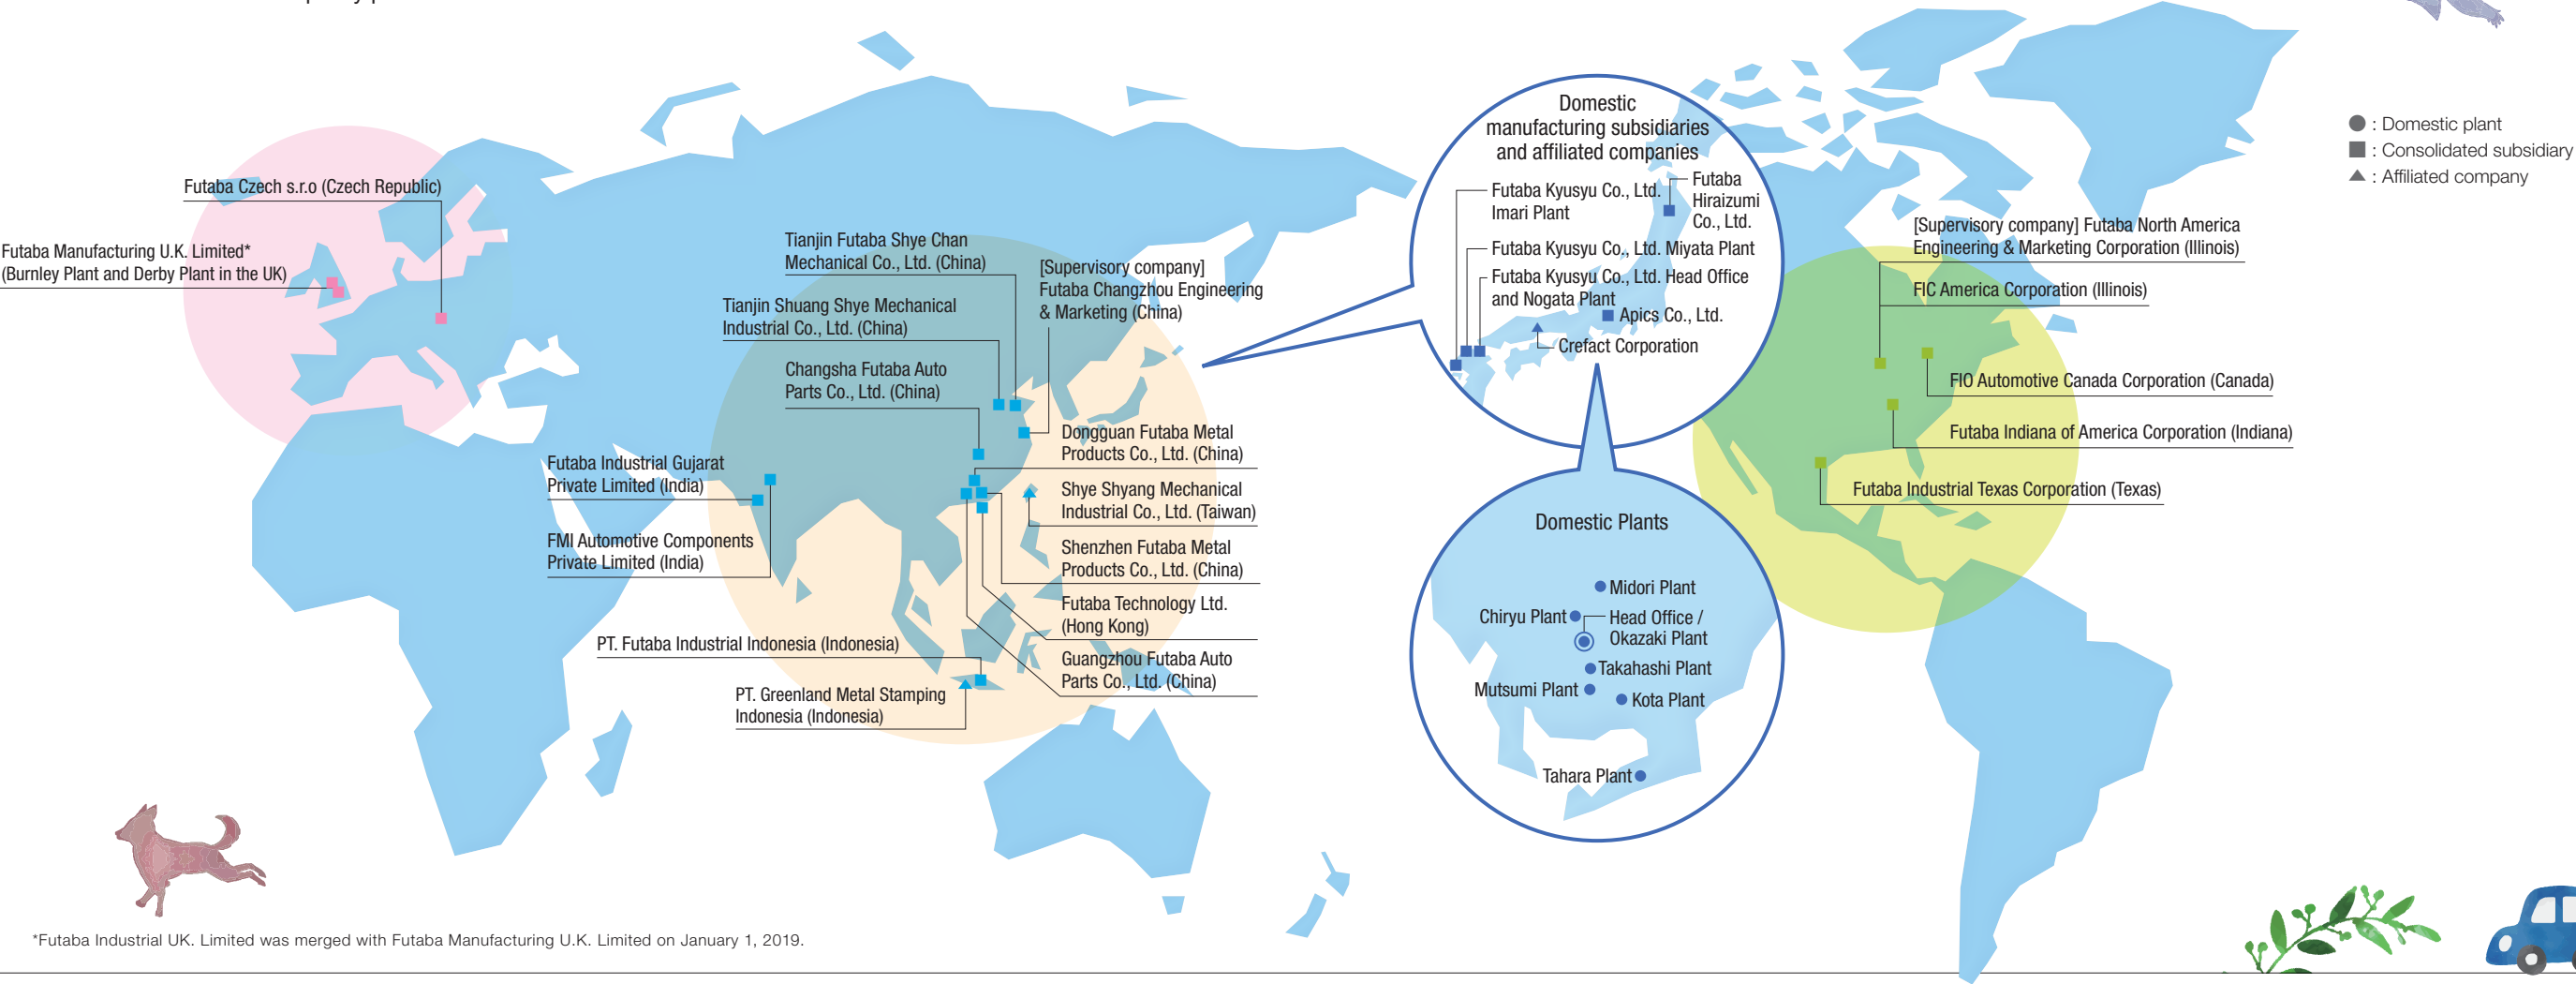 : Domestic plant
: Consolidated subsidiary
: Affiliated company
Futaba Czech s.r.o (Czech Republic)
Futaba Manufacturing U.K. Limited*
(Burnley Plant and Derby Plant in the UK)
Tianjin Futaba Shye Chan
Mechanical Co., Ltd. (China)
[Supervisory company]
Futaba Changzhou Engineering
& Marketing (China)
Tianjin Shuang Shye Mechanical
Industrial Co., Ltd. (China)
Changsha Futaba Auto
Parts Co., Ltd. (China)
Dongguan Futaba Metal
Products Co., Ltd. (China)
Futaba Industrial Gujarat
Private Limited (India)
Shye Shyang Mechanical
Industrial Co., Ltd. (Taiwan)
FMI Automotive Components
Private Limited (India)
Shenzhen Futaba Metal
Products Co., Ltd. (China)
Futaba Technology Ltd.
(Hong Kong)
PT. Futaba Industrial Indonesia (Indonesia)
Guangzhou Futaba Auto
Parts Co., Ltd. (China)
PT. Greenland Metal Stamping
Indonesia (Indonesia)
Domestic
manufacturing subsidiaries
and affiliated companies
Futaba Kyusyu Co., Ltd.
Imari Plant
Futaba
Hiraizumi
Co., Ltd.
Futaba Kyusyu Co., Ltd. Miyata Plant
Futaba Kyusyu Co., Ltd. Head Office
and Nogata Plant
Apics Co., Ltd.
Crefact Corporation
Domestic Plants
Midori Plant
Chiryu Plant
Head Office /
Okazaki Plant
Takahashi Plant
Mutsumi Plant
Kota Plant
Tahara Plant
[Supervisory company] Futaba North America
Engineering & Marketing Corporation (Illinois)
FIC America Corporation (Illinois)
FIO Automotive Canada Corporation (Canada)
Futaba Indiana of America Corporation (Indiana)
Futaba Industrial Texas Corporation (Texas)
*Futaba Industrial UK. Limited was merged with Futaba Manufacturing U.K. Limited on January 1, 2019.